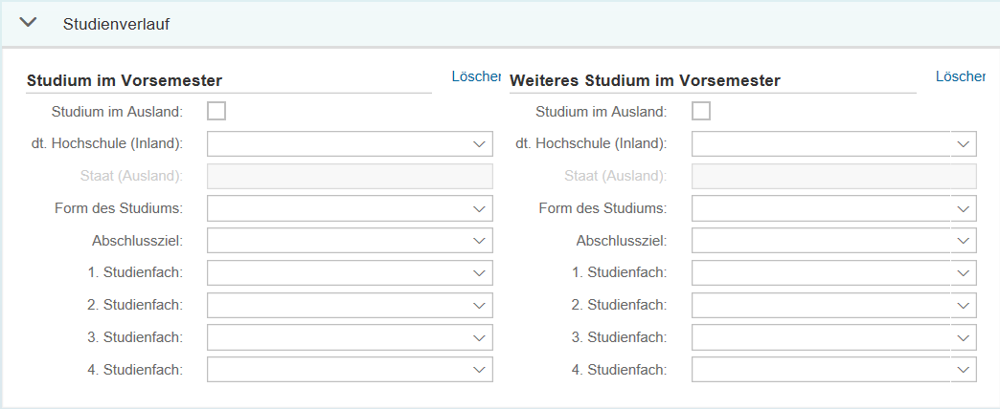 Studienverlauf
Studium im Vorsemester
Löschen
Studium im Ausland:
dt. Hochschule (Inland):
Staat (Ausland):
Form des Studiums:
Abschlussziel:
1. Studienfach:
2. Studienfach:
3. Studienfach:
4. Studienfach:
Weiteres Studium im Vorsemester
Löschen
Studium im Ausland:
dt. Hochschule (Inland):
Staat (Ausland):
Form des Studiums:
Abschlussziel:
1. Studienfach:
2. Studienfach:
3. Studienfach:
4. Studienfach: